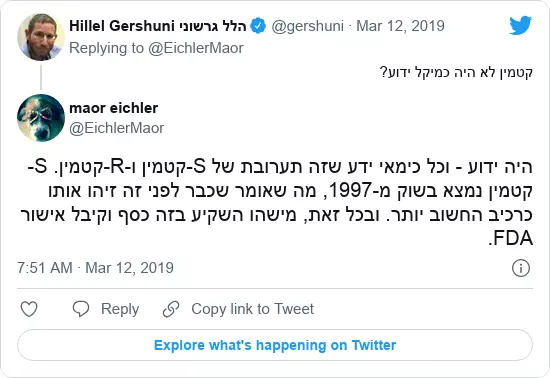 Hillel Gershuni הלל גרשוני @gershuni · Mar 12, 2019
Replying to @EichlerMaor
קטמין לא היה כמיקל ידוע?
maor eichler
@EichlerMaor
היה ידוע - וכל כימאי ידע שזה תערובת של S-קטמין ו-R-קטמין. S-
קטמין נמצא בשוק מ-1997, מה שאומר שכבר לפני זה זיהו אותו
כרכיב החשוב יותר. ובכל זאת, מישהו השקיע בזה כסף וקיבל אישור
FDA.
7:51 AM · Mar 12, 2019
Reply
Copy link to Tweet
Explore what's happening on Twitter